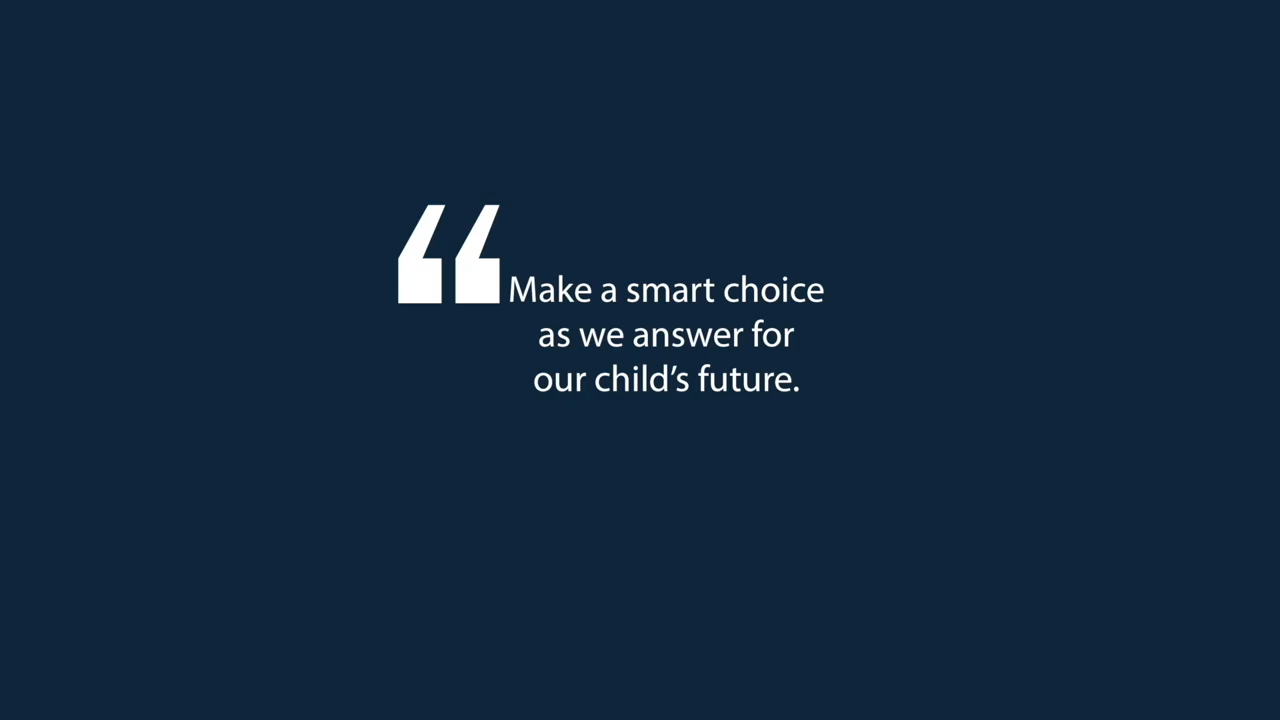 “Make a smart choice
as we answer for
our child’s future.